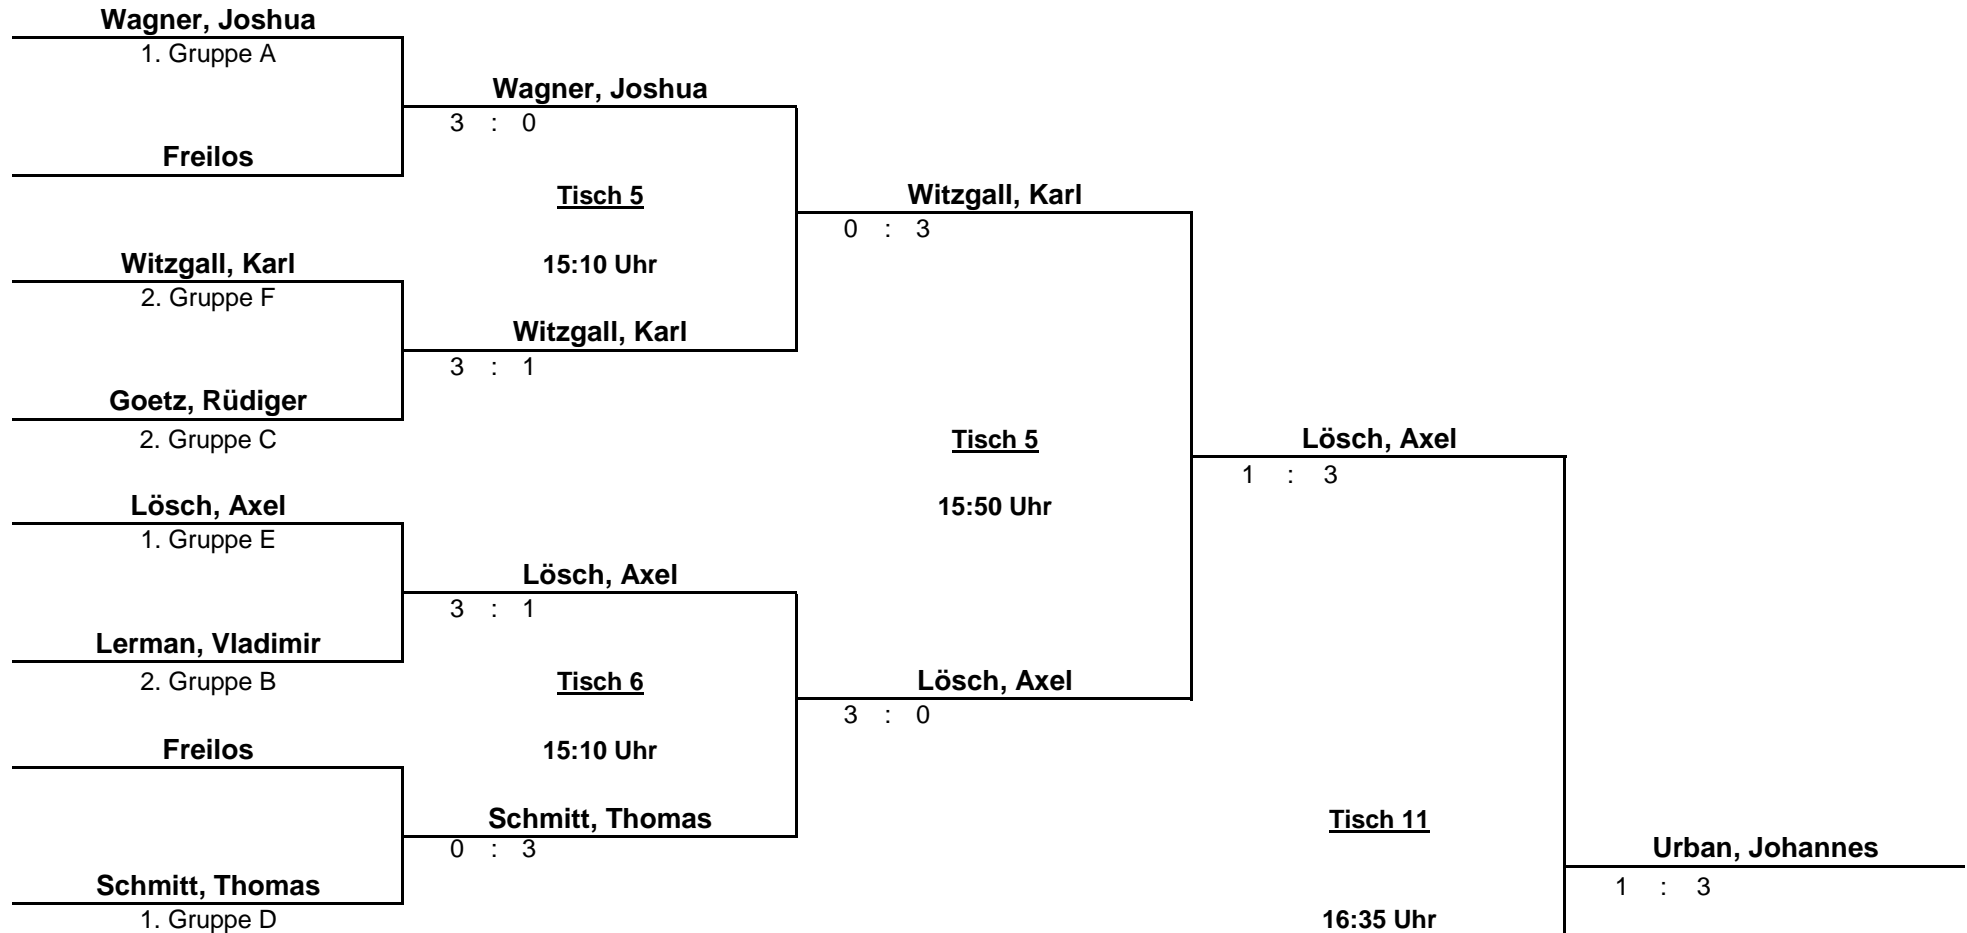 Wagner, Joshua
1. Gruppe A
Wagner, Joshua
3 : 0
Freilos
Tisch 5
Witzgall, Karl
0 : 3
Witzgall, Karl
15:10 Uhr
2. Gruppe F
Witzgall, Karl
3 : 1
Goetz, Rüdiger
2. Gruppe C
Tisch 5
Lösch, Axel
1 : 3
Lösch, Axel
15:50 Uhr
1. Gruppe E
Lösch, Axel
3 : 1
Lerman, Vladimir
2. Gruppe B
Tisch 6
Lösch, Axel
3 : 0
Freilos
15:10 Uhr
Schmitt, Thomas
Tisch 11
0 : 3
Urban, Johannes
Schmitt, Thomas
1 : 3
1. Gruppe D
16:35 Uhr